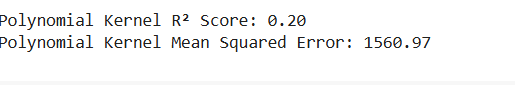 Polynomial Kernel R² Score: 0.20
Polynomial Kernel Mean Squared Error: 1560.97